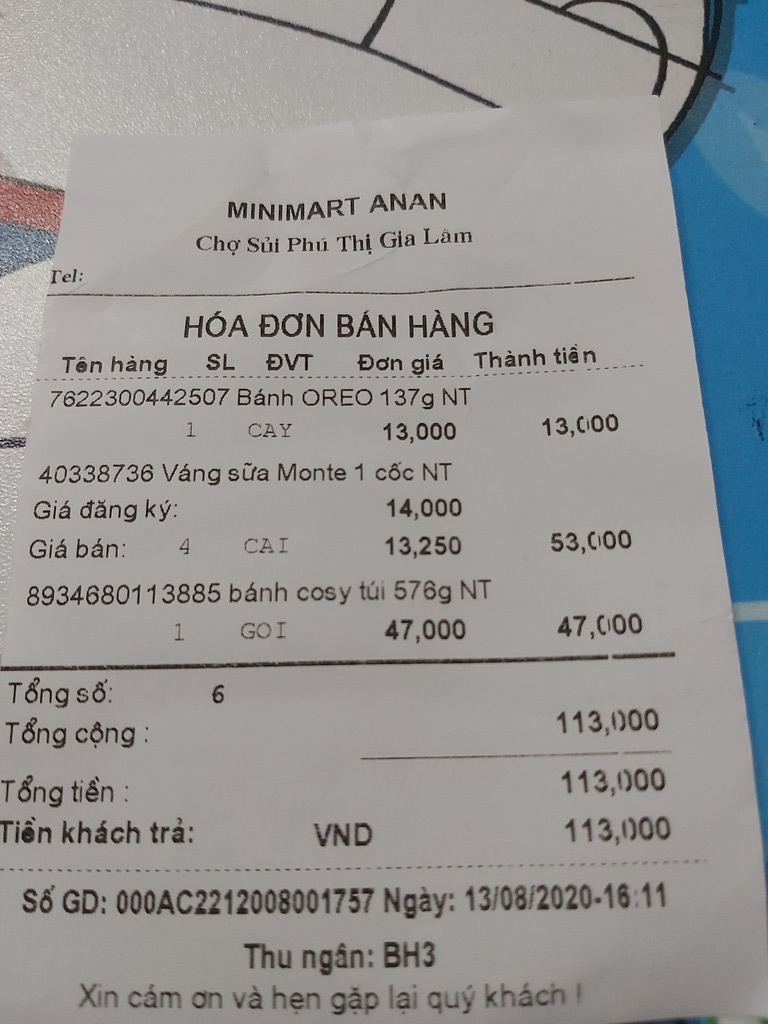 MINIMART ANAN
Chợ Sủi Phú Thị Gia Lâm
Tel:
HÓA ĐƠN BÁN HÀNG
Tên hàng SL ĐVT Đơn giá Thành tiền
7622300442507 Bánh OREO 137g NT
1 CAY 13,000 13,000
40338736 Váng sữa Monte 1 cốc NT
Giá đăng ký: 14,000
Giá bán: 4 CAI 13,250 53,000
8934680113885 bánh cosy túi 576g NT
1 GOI 47,000 47,000
Tổng số: 6
Tổng cộng : 113,000
Tổng tiền : 113,000
Tiền khách trả: VND 113,000
Số GD: 000AC2212008001757 Ngày: 13/08/2020-16:11
Thu ngân: BH3
Xin cám ơn và hẹn gặp lại quý khách !